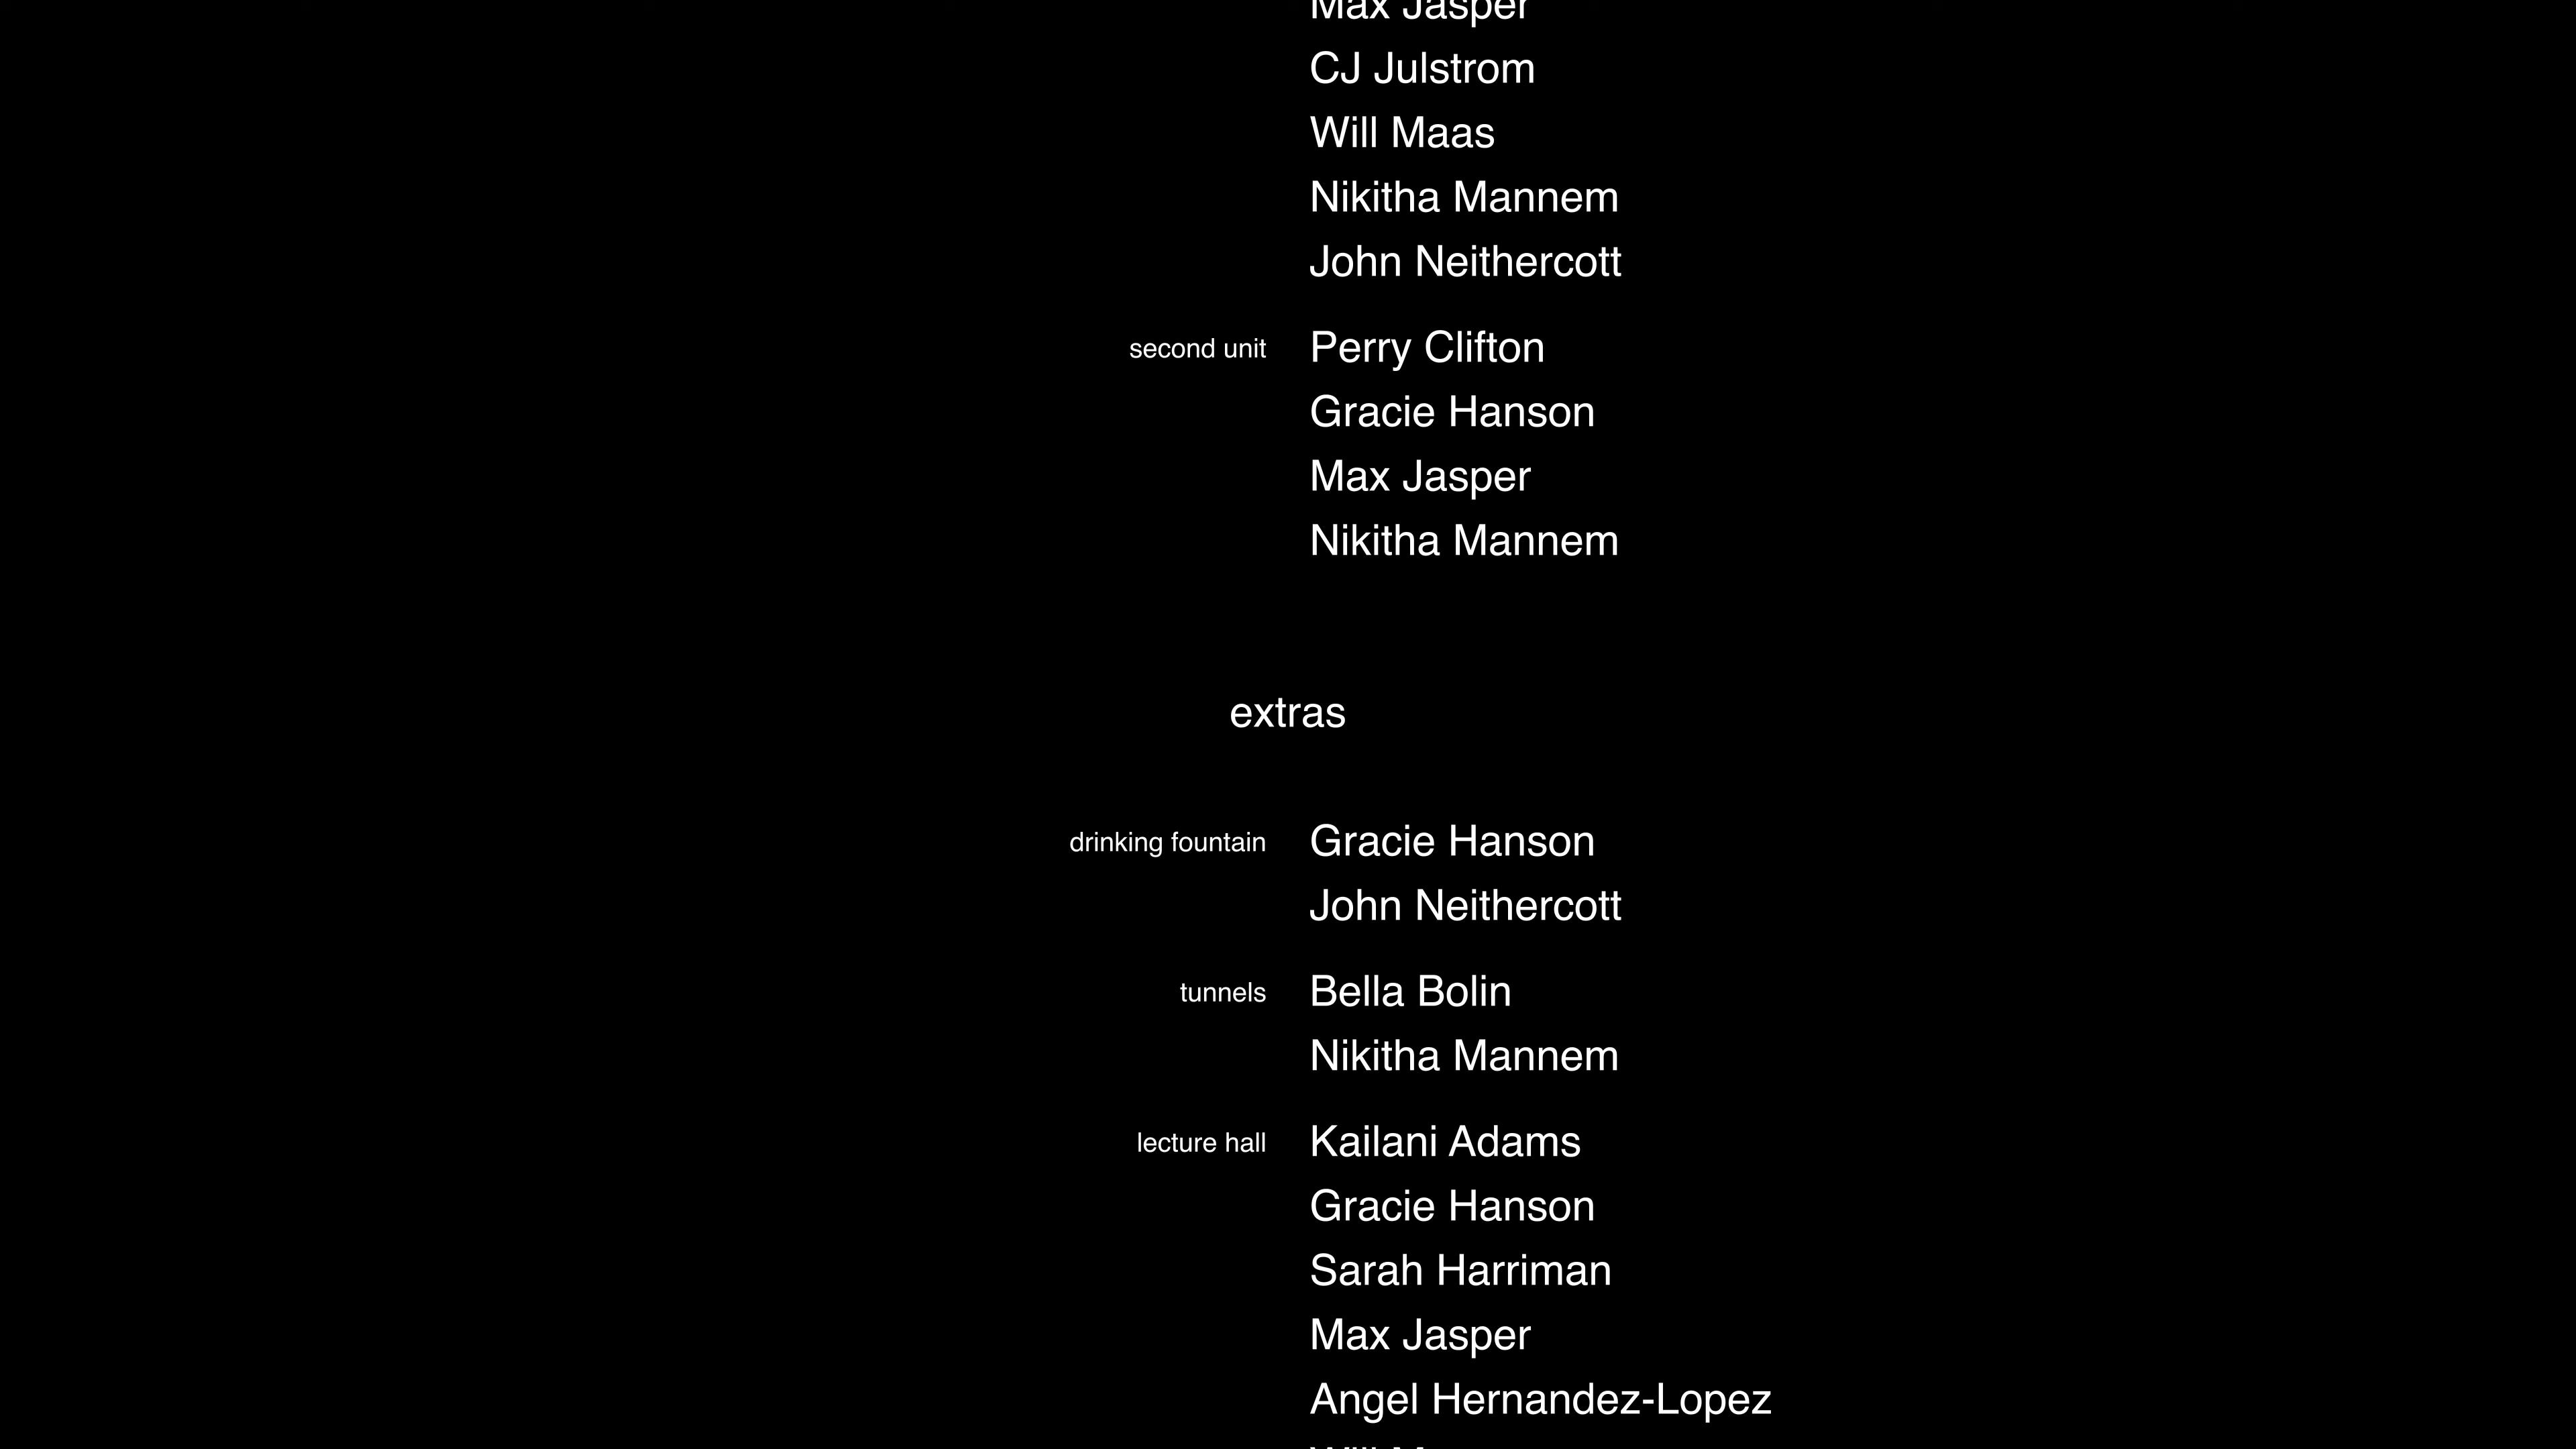 Max Jasper
CJ Julstrom
Will Maas
Nikitha Mannem
John Neithercott
second unit Perry Clifton
Gracie Hanson
Max Jasper
Nikitha Mannem
extras
drinking fountain Gracie Hanson
John Neithercott
tunnels Bella Bolin
Nikitha Mannem
lecture hall Kailani Adams
Gracie Hanson
Sarah Harriman
Max Jasper
Angel Hernandez-Lopez